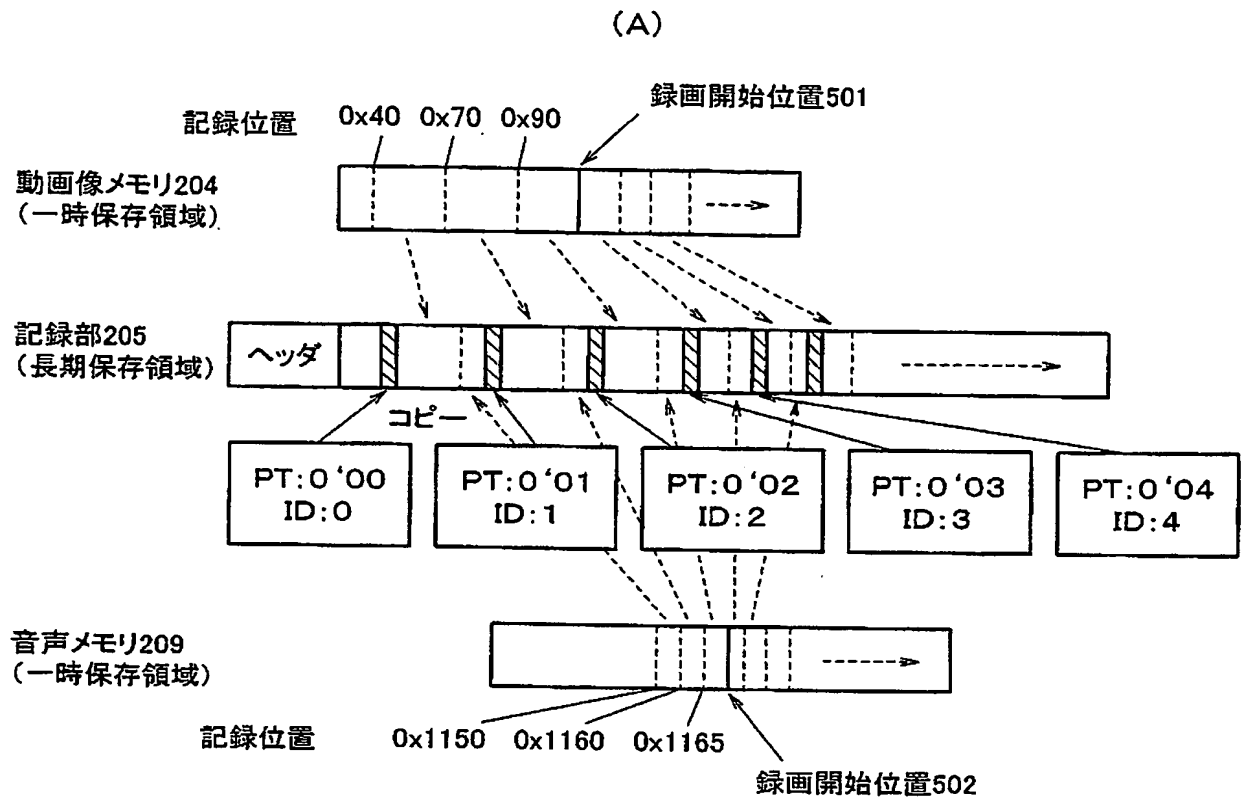 (A)
録画開始位置501
記録位置 0x40 0x70 0x90
動画像メモリ204
(一時保存領域)
記録部205
(長期保存領域)
ヘッダ
コピー
PT:0‘00
ID:0
PT:0‘01
ID:1
PT:0‘02
ID:2
PT:0‘03
ID:3
PT:0‘04
ID:4
音声メモリ209
(一時保存領域)
記録位置 0x1150 0x1160 0x1165
録画開始位置502